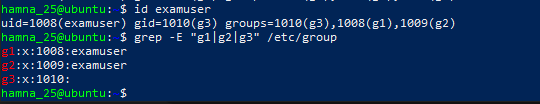 hamna_25@ubuntu: $ id examuser
uid=1008(examuser) gid=1010(g3) groups=1010(g3),1008(g1),1009(g2)
hamna_25@ubuntu: $ grep -E "g1|g2|g3" /etc/group
g1:x:1008:examuser
g2:x:1009:examuser
g3:x:1010:
hamna_25@ubuntu: $